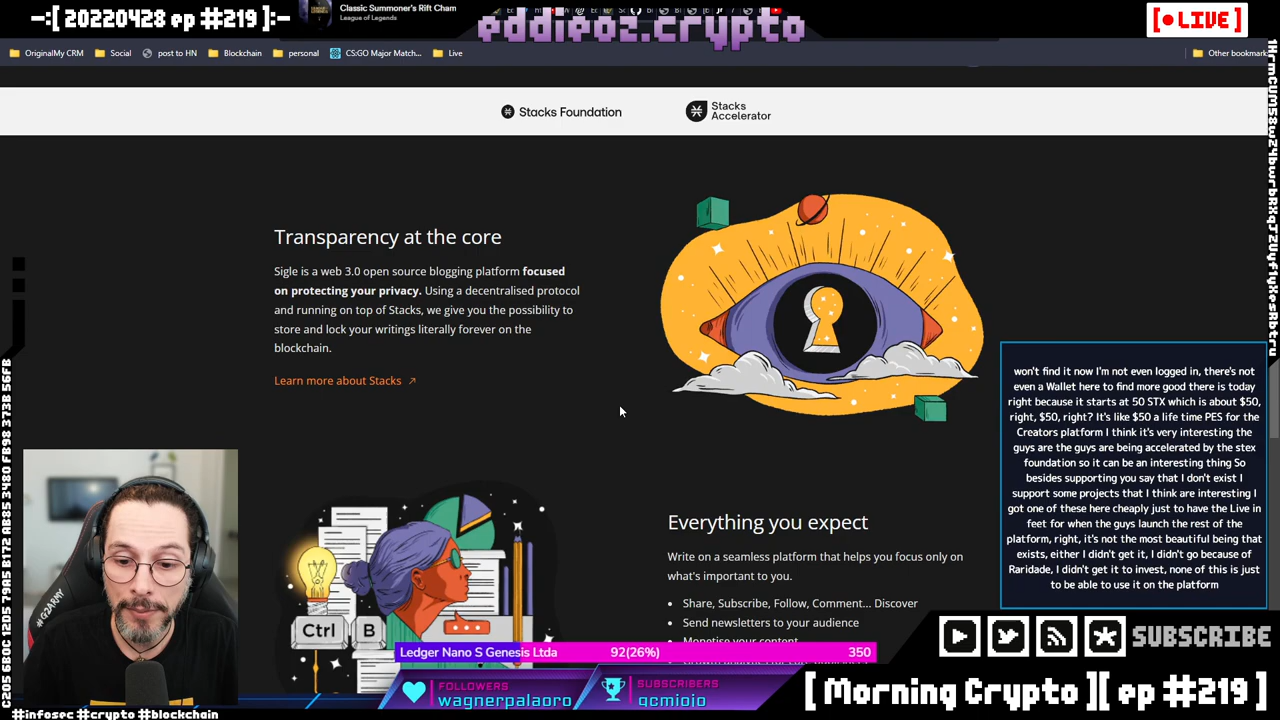 -:[ 20220428 ep #219 ]:-
Classic Summoner's Rift Cham
League of Legends
eddieoz.crypto
[ LIVE ]
OriginalMy CRM
Social
post to HN
Blockchain
personal
CS:GO Major Match...
Live
Other bookmark
Stacks Foundation
Stacks
Accelerator
Transparency at the core
Sigle is a web 3.0 open source blogging platform focused
on protecting your privacy. Using a decentralised protocol
and running on top of Stacks, we give you the possibility to
store and lock your writings literally forever on the
blockchain.
Learn more about Stacks ↗
Everything you expect
Write on a seamless platform that helps you focus only on
what's important to you.
• Share, Subscribe, Follow, Comment... Discover
• Send newsletters to your audience
• Monetise your content
Ctrl
B
won't find it now I'm not even logged in, there's not
even a Wallet here to find more good there is today
right because it starts at 50 STX which is about $50,
right, $50, right? It's like $50 a life time PES for the
Creators platform I think it's very interesting the
guys are the guys are being accelerated by the stex
foundation so it can be an interesting thing So
besides supporting you say that I don't exist I
support some projects that I think are interesting I
got one of these here cheaply just to have the Live in
feet for when the guys launch the rest of the
platform, right, it's not the most beautiful being that
exists, either I didn't get it, I didn't go because of
Raridade, I didn't get it to invest, none of this is just
to be able to use it on the platform
Ledger Nano S Genesis Ltda
92(26%)
350
FOLLOWERS
wagnerpalaoro
SUBSCRIBERS
gcmiojo
SUBSCRIBE
[ Morning Crypto ][ ep #219 ]
#infosec #crypto #blockchain